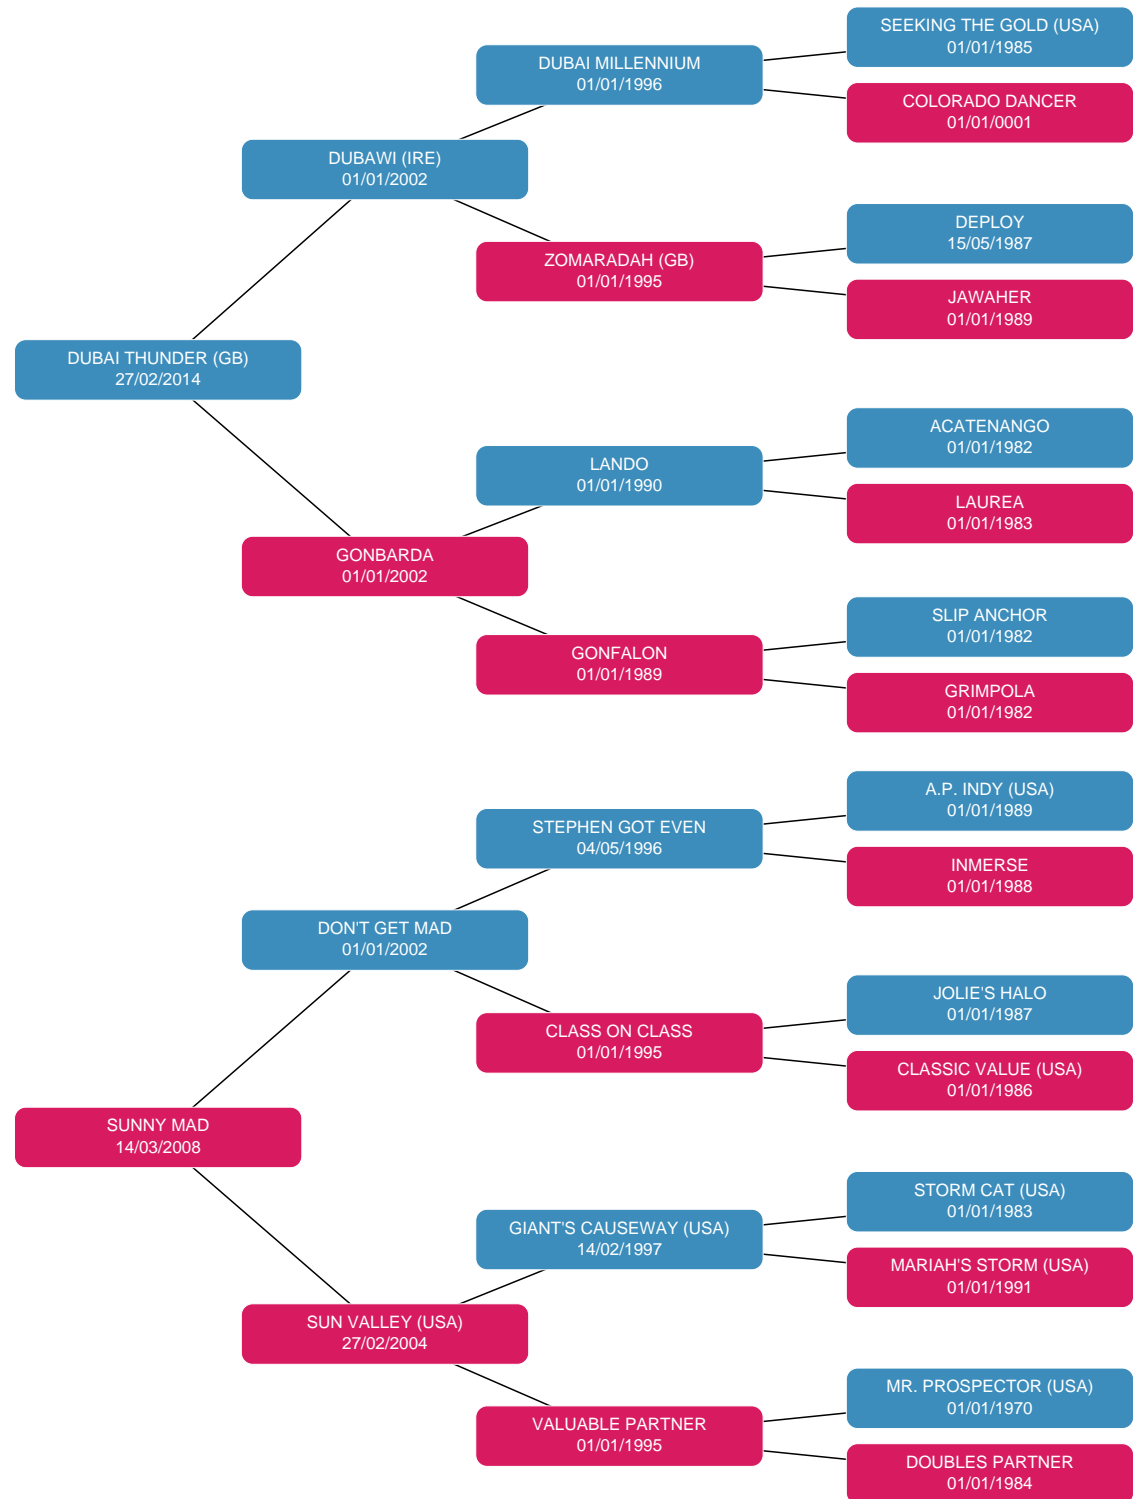 SEEKING THE GOLD (USA)
01/01/1985
DUBAI MILLENNIUM
01/01/1996
COLORADO DANCER
01/01/0001
DUBAWI (IRE)
01/01/2002
DEPLOY
15/05/1987
ZOMARADAH (GB)
01/01/1995
JAWAHER
01/01/1989
DUBAI THUNDER (GB)
27/02/2014
ACATENANGO
01/01/1982
LANDO
01/01/1990
LAUREA
01/01/1983
GONBARDA
01/01/2002
SLIP ANCHOR
01/01/1982
GONFALON
01/01/1989
GRIMPOLA
01/01/1982
A.P. INDY (USA)
01/01/1989
STEPHEN GOT EVEN
04/05/1996
INMERSE
01/01/1988
DON'T GET MAD
01/01/2002
JOLIE'S HALO
01/01/1987
CLASS ON CLASS
01/01/1995
CLASSIC VALUE (USA)
01/01/1986
SUNNY MAD
14/03/2008
STORM CAT (USA)
01/01/1983
GIANT'S CAUSEWAY (USA)
14/02/1997
MARIAH'S STORM (USA)
01/01/1991
SUN VALLEY (USA)
27/02/2004
MR. PROSPECTOR (USA)
01/01/1970
VALUABLE PARTNER
01/01/1995
DOUBLES PARTNER
01/01/1984